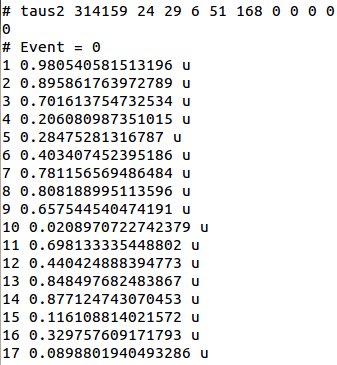 # taus2 314159 24 29 6 51 168 0 0 0 0
0
# Event = 0
1 0.980540581513196 u
2 0.895861763972789 u
3 0.701613754732534 u
4 0.206080987351015 u
5 0.28475281316787 u
6 0.403407452395186 u
7 0.781156569486484 u
8 0.808188995113596 u
9 0.657544540474191 u
10 0.0208970722742379 u
11 0.698133335448802 u
12 0.440424888394773 u
13 0.848497682483867 u
14 0.877124743070453 u
15 0.116108814021572 u
16 0.329757609171793 u
17 0.0898801940493286 u